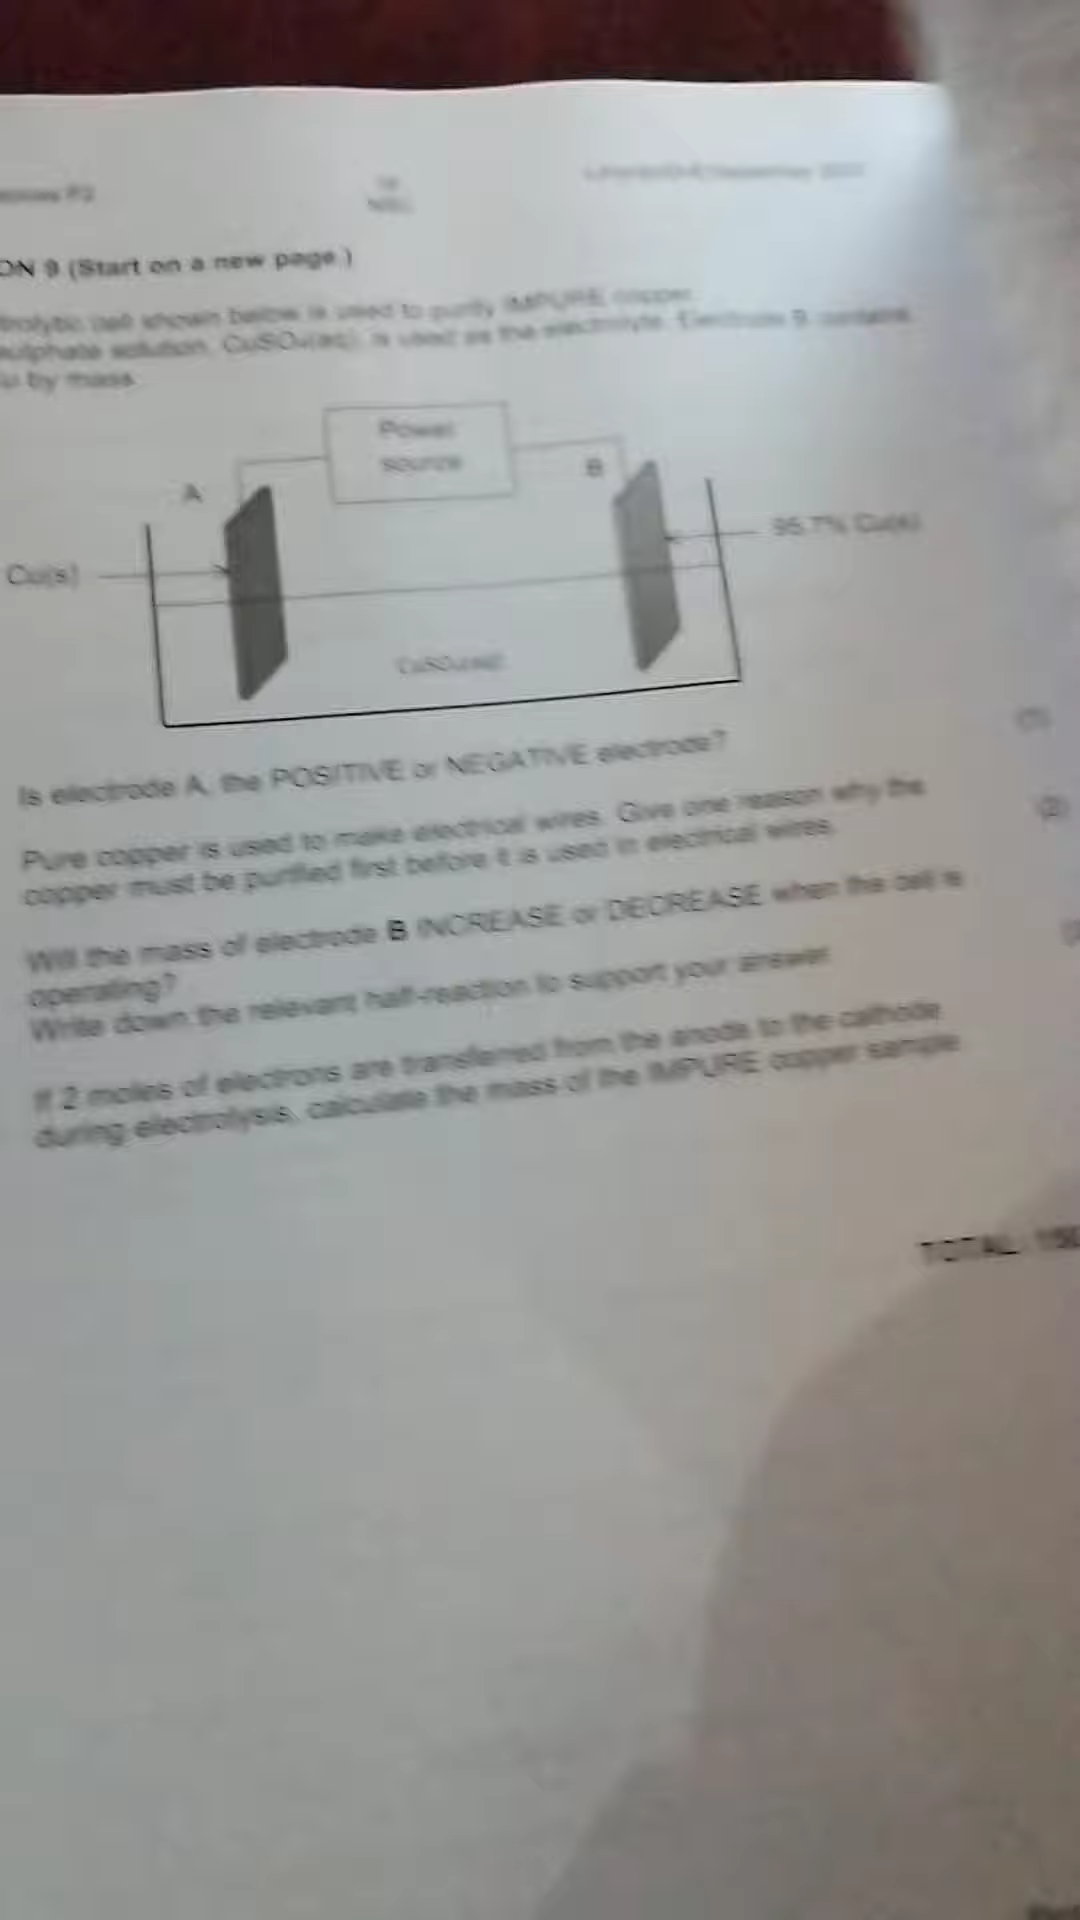 ON 9 (Start on a new page.)
trolytic cell shown below is used to purify IMPURE copper.
sulphate solution, CuSO₄(aq), is used as the electrolyte. Electrode B contains
by mass
Power
source
A
B
Cu(s)
Cu(s)
CuSO₄(aq)
Is electrode A, the POSITIVE or NEGATIVE electrode?
(1)
Pure copper is used to make electrical wires. Give one reason why the
copper must be purified first before it is used in electrical wires.
(2)
Will the mass of electrode B INCREASE or DECREASE when the cell is
operating?
Write down the relevant half-reaction to support your answer.
If 2 moles of electrons are transferred from the anode to the cathode
during electrolysis, calculate the mass of the IMPURE copper sample
TOTAL: